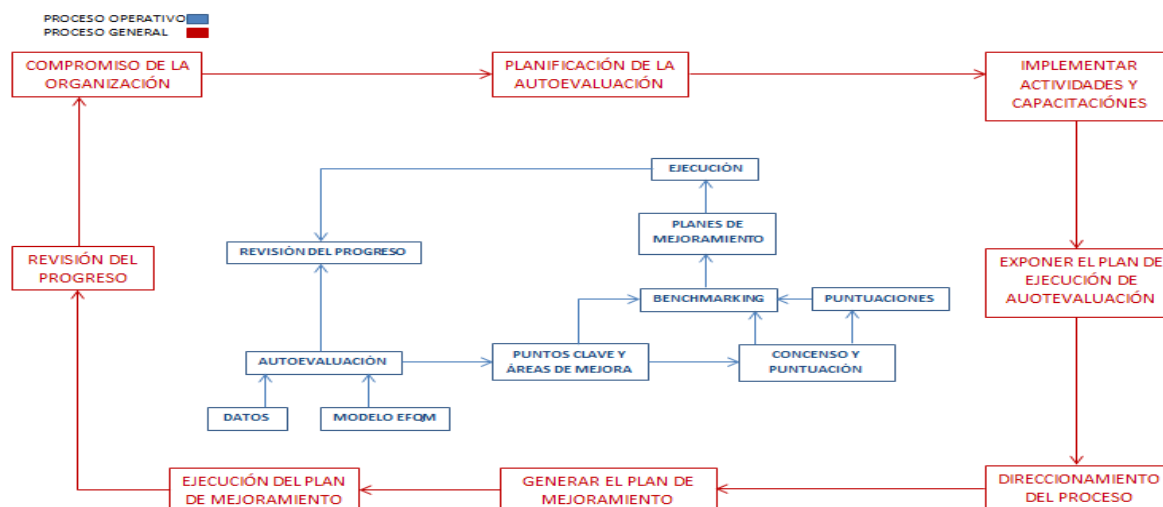 PROCESO OPERATIVO
PROCESO GENERAL
COMPROMISO DE LA
ORGANIZACIÓN
PLANIFICACIÓN DE LA
AUTOEVALUACIÓN
IMPLEMENTAR
ACTIVIDADES Y
CAPACITACIÓNES
EJECUCIÓN
PLANES DE
MEJORAMIENTO
REVISIÓN DEL PROGRESO
REVISIÓN DEL
PROGRESO
EXPONER EL PLAN DE
EJECUCIÓN DE
AUOTEVALUACIÓN
BENCHMARKING
PUNTUACIONES
AUTOEVALUACIÓN
PUNTOS CLAVE Y
ÁREAS DE MEJORA
CONCENSO Y
PUNTUACIÓN
DATOS
MODELO EFQM
EJECUCIÓN DEL PLAN
DE MEJORAMIENTO
GENERAR EL PLAN DE
MEJORAMIENTO
DIRECCIONAMIENTO
DEL PROCESO